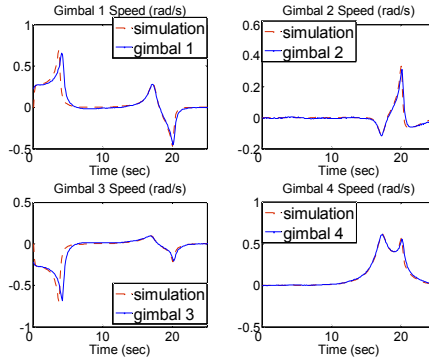 Gimbal 1 Speed (rad/s)
1
0.5
0
-0.5
0
10
20
Time (sec)
simulation
gimbal 1
Gimbal 2 Speed (rad/s)
0.6
0.2
0
-0.2
0
10
20
Time (sec)
simulation
gimbal 2
Gimbal 3 Speed (rad/s)
0.5
0
-0.5
-1
0
10
20
Time (sec)
simulation
gimbal 3
Gimbal 4 Speed (rad/s)
1
0.5
0
-0.5
0
10
20
Time (sec)
simulation
gimbal 4